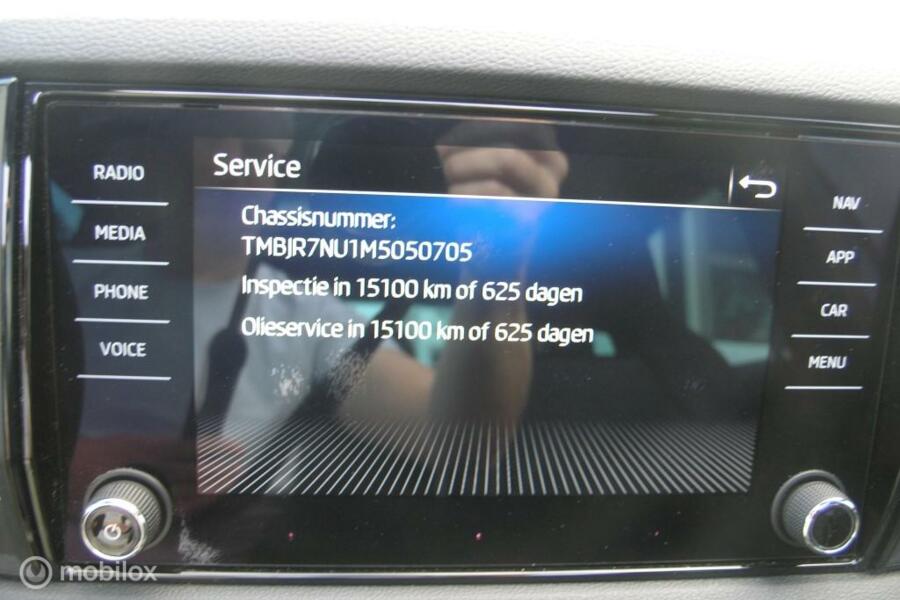 Service
RADIO
MEDIA
PHONE
VOICE
Chassisnummer:
TMBJR7NU1M5050705
Inspectie in 15100 km of 625 dagen
Olieservice in 15100 km of 625 dagen
NAV
APP
CAR
MENU
mobilox